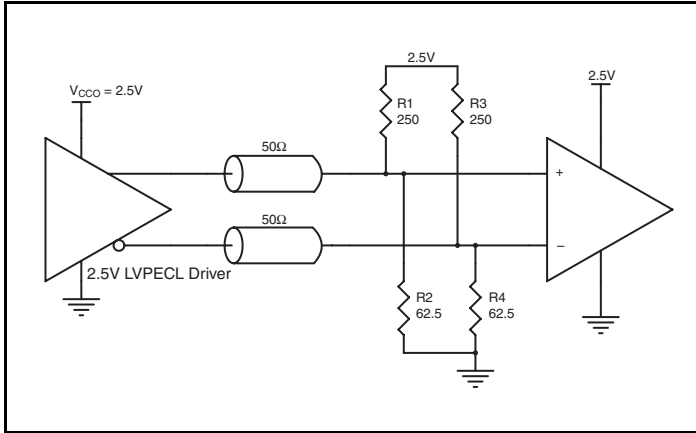 2.5V
V_CCO = 2.5V
2.5V
R1
250
R3
250
50Ω
+
50Ω
–
2.5V LVPECL Driver
R2
62.5
R4
62.5